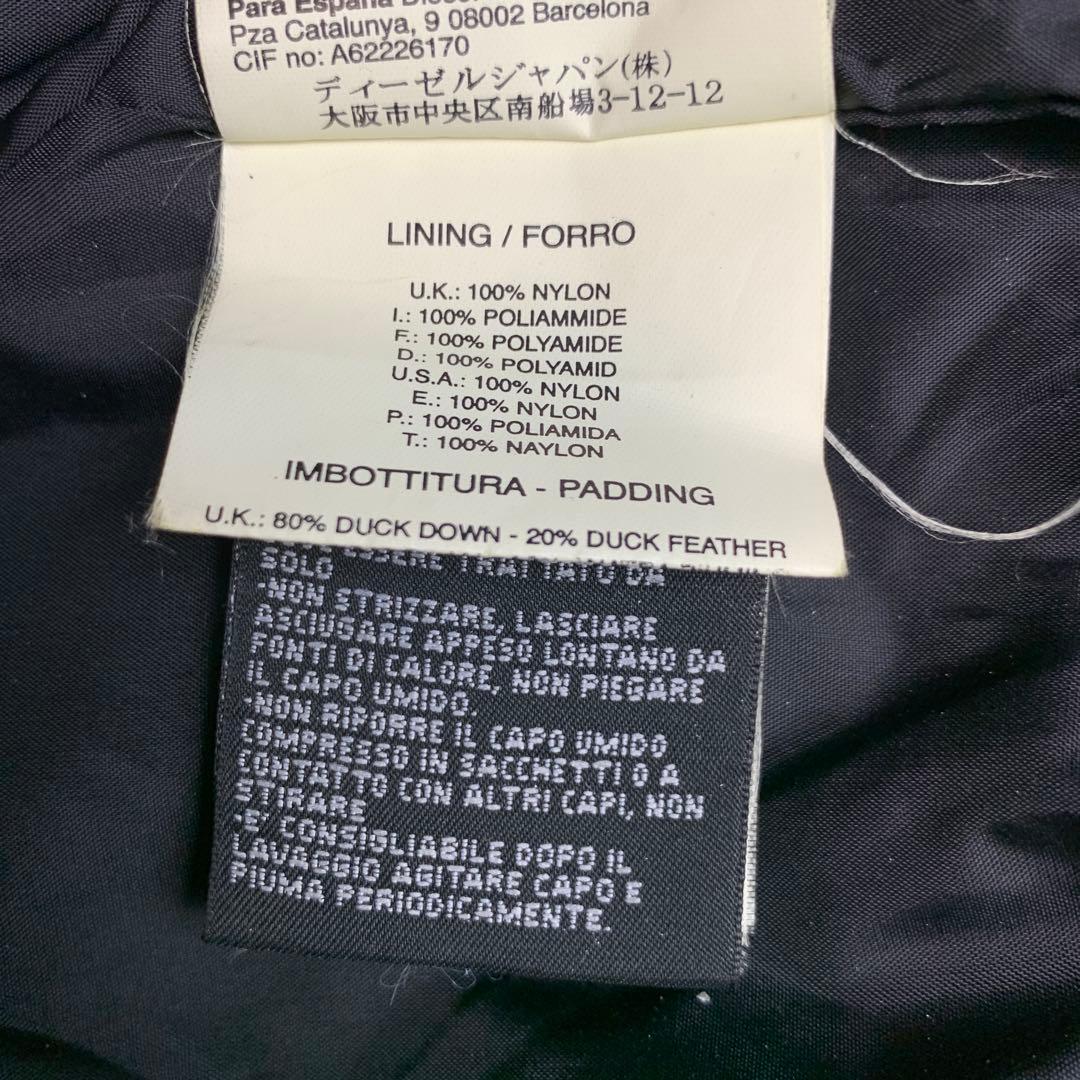 Para España
Pza Catalunya, 9 08002 Barcelona
CIF no: A62226170
ディーゼルジャパン(株)
大阪市中央区南船場3-12-12
LINING / FORRO
U.K.: 100% NYLON
I.: 100% POLIAMMIDE
F.: 100% POLYAMIDE
D.: 100% POLYAMID
U.S.A.: 100% NYLON
E.: 100% NYLON
P.: 100% POLIAMIDA
T.: 100% NAYLON
IMBOTTITURA - PADDING
U.K.: 80% DUCK DOWN - 20% DUCK FEATHER
ESSERE TRATTATO DA
SOLO
-NON STRIZZARE, LASCIARE
ASCIUGARE APPESO LONTANO DA
FONTI DI CALORE, NON PIEGARE
IL CAPO UMIDO.
-NON RIPORRE IL CAPO UMIDO
COMPRESSO IN SACCHETTI O A
CONTATTO CON ALTRI CAPI, NON
STIRARE
-E' CONSIGLIABILE DOPO IL
LAVAGGIO AGITARE CAPO E
PIUMA PERIODICAMENTE.